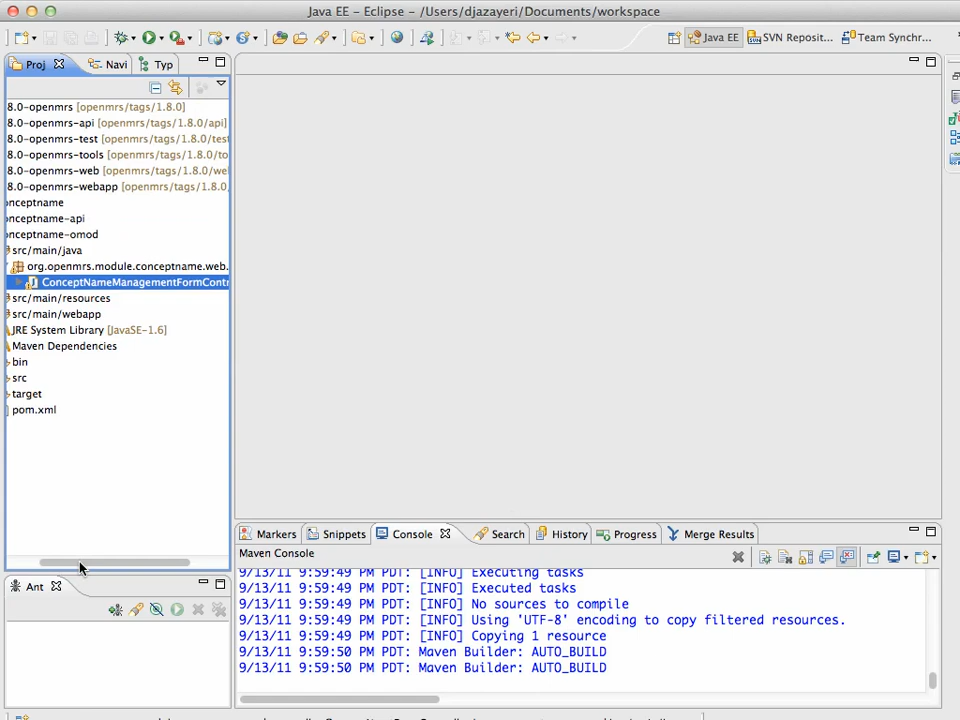 Java EE - Eclipse - /Users/djazayeri/Documents/workspace
Java EE
SVN Reposit...
Team Synchr...
Proj
Navi
Typ
8.0-openmrs [openmrs/tags/1.8.0]
8.0-openmrs-api [openmrs/tags/1.8.0/api]
8.0-openmrs-test [openmrs/tags/1.8.0/test
8.0-openmrs-tools [openmrs/tags/1.8.0/to
8.0-openmrs-web [openmrs/tags/1.8.0/we
8.0-openmrs-webapp [openmrs/tags/1.8.0/
onceptname
onceptname-api
onceptname-omod
src/main/java
org.openmrs.module.conceptname.web.
ConceptNameManagementFormContr
src/main/resources
src/main/webapp
JRE System Library [JavaSE-1.6]
Maven Dependencies
bin
src
target
pom.xml
Ant
Markers
Snippets
Console
Search
History
Progress
Merge Results
Maven Console
9/13/11 9:59:49 PM PDT: [INFO] Executing tasks
9/13/11 9:59:49 PM PDT: [INFO] Executed tasks
9/13/11 9:59:49 PM PDT: [INFO] No sources to compile
9/13/11 9:59:49 PM PDT: [INFO] Using 'UTF-8' encoding to copy filtered resources.
9/13/11 9:59:49 PM PDT: [INFO] Copying 1 resource
9/13/11 9:59:50 PM PDT: Maven Builder: AUTO_BUILD
9/13/11 9:59:50 PM PDT: Maven Builder: AUTO_BUILD